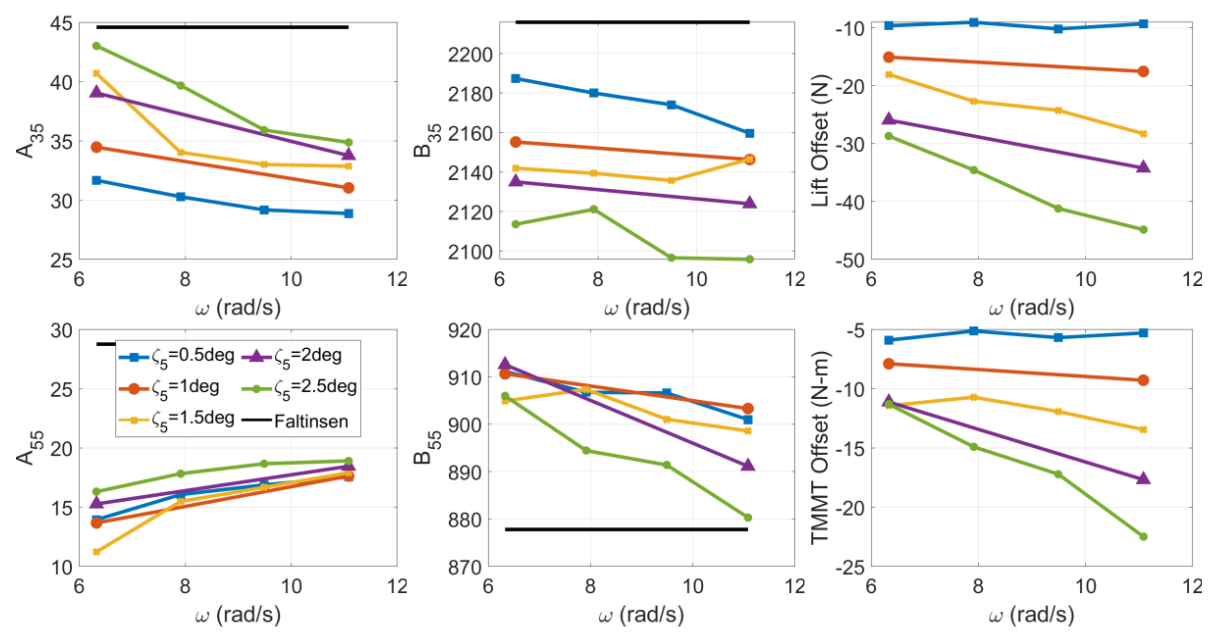 A35
45
40
35
30
25
6 8 10 12
ω (rad/s)
B35
2200
2180
2160
2140
2120
2100
6 8 10 12
ω (rad/s)
Lift Offset (N)
-10
-20
-30
-40
-50
6 8 10 12
ω (rad/s)
A55
30
25
20
15
10
6 8 10 12
ω (rad/s)
ζ5=0.5deg
ζ5=1deg
ζ5=1.5deg
ζ5=2deg
ζ5=2.5deg
Faltinsen
B55
920
910
900
890
880
870
6 8 10 12
ω (rad/s)
TMMT Offset (N-m)
-5
-10
-15
-20
-25
6 8 10 12
ω (rad/s)